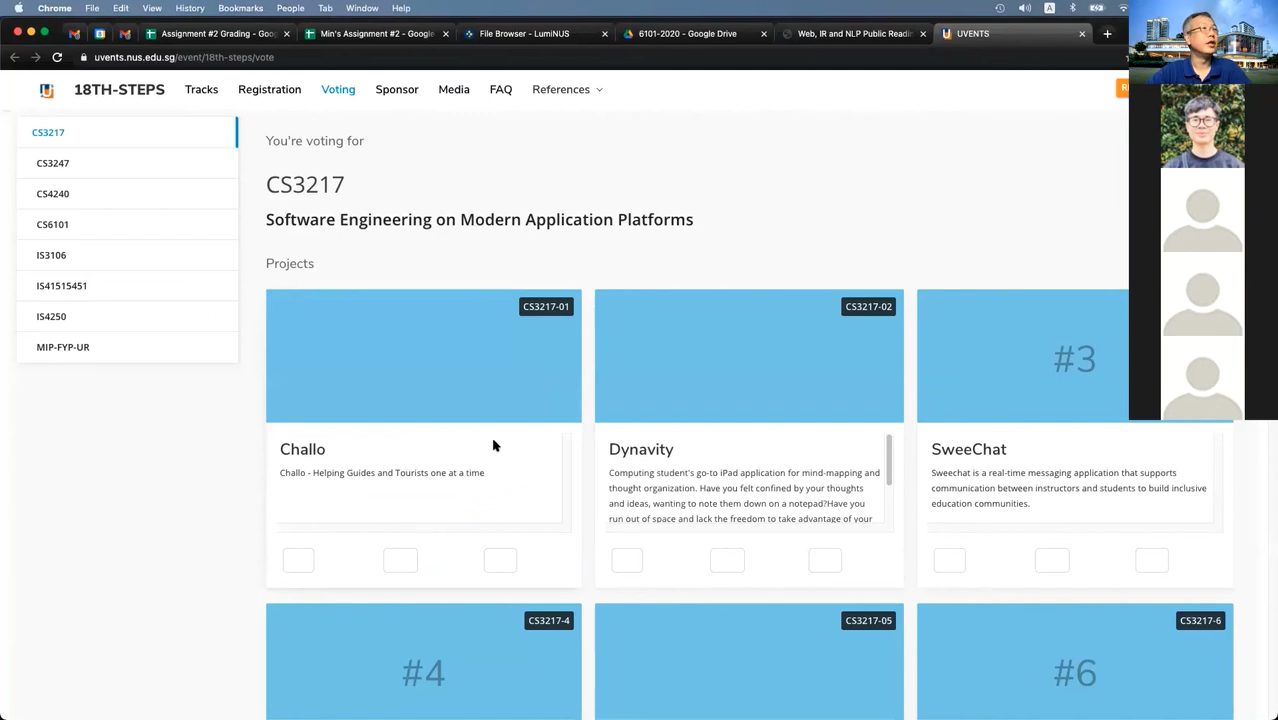 Chrome File Edit View History Bookmarks People Tab Window Help
Assignment #2 Grading - Goo Min's Assignment #2 - Google File Browser - LumiNUS 6101-2020 - Google Drive Web, IR and NLP Public Readin UVENTS
uvents.nus.edu.sg/event/18th-steps/vote
18TH-STEPS Tracks Registration Voting Sponsor Media FAQ References
CS3217
CS3247
CS4240
CS6101
IS3106
IS41515451
IS4250
MIP-FYP-UR
You're voting for
CS3217
Software Engineering on Modern Application Platforms
Projects
CS3217-01
Challo
Challo - Helping Guides and Tourists one at a time
CS3217-02
Dynavity
Computing student's go-to iPad application for mind-mapping and
thought organization. Have you felt confined by your thoughts
and ideas, wanting to note them down on a notepad?Have you
run out of space and lack the freedom to take advantage of your
#3
SweeChat
Sweechat is a real-time messaging application that supports
communication between instructors and students to build inclusive
education communities.
CS3217-4
#4
CS3217-05
CS3217-6
#6